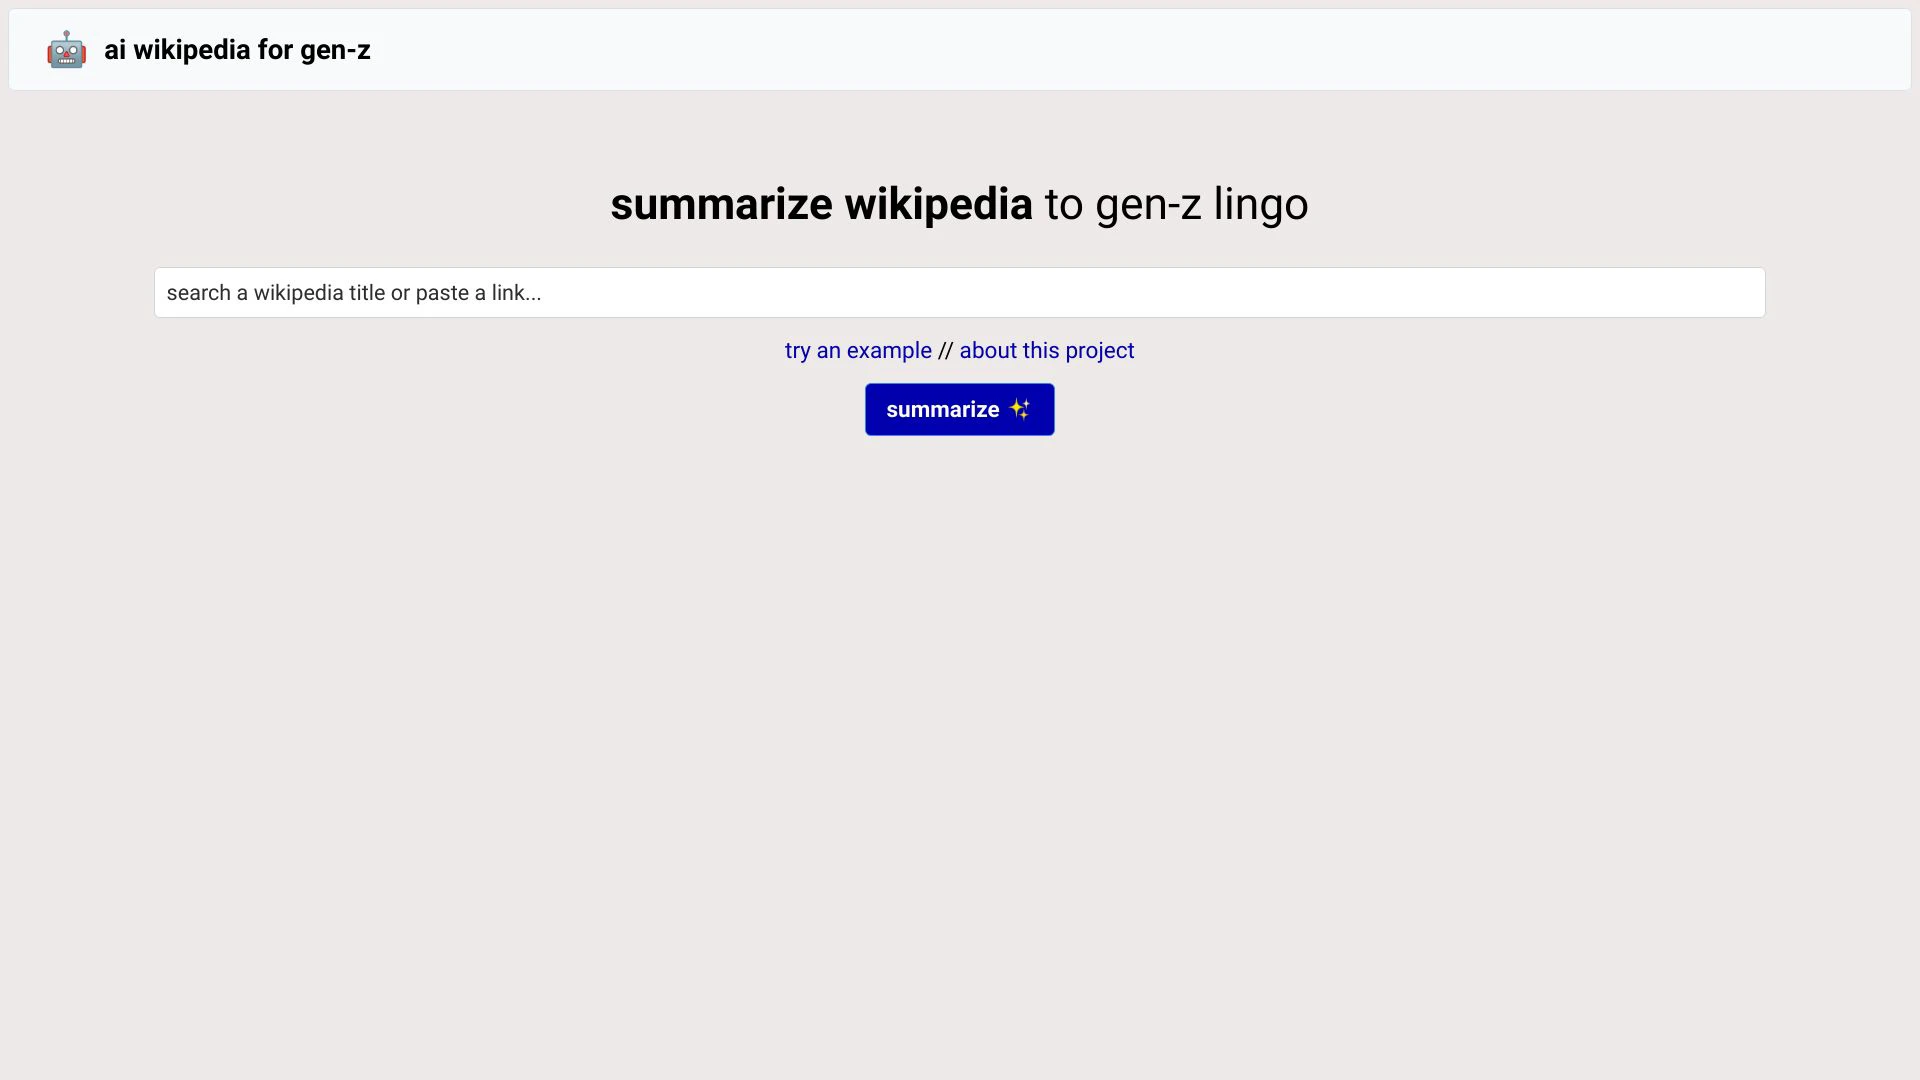 ai wikipedia for gen-z
summarize wikipedia to gen-z lingo
search a wikipedia title or paste a link...
try an example // about this project
summarize ✨